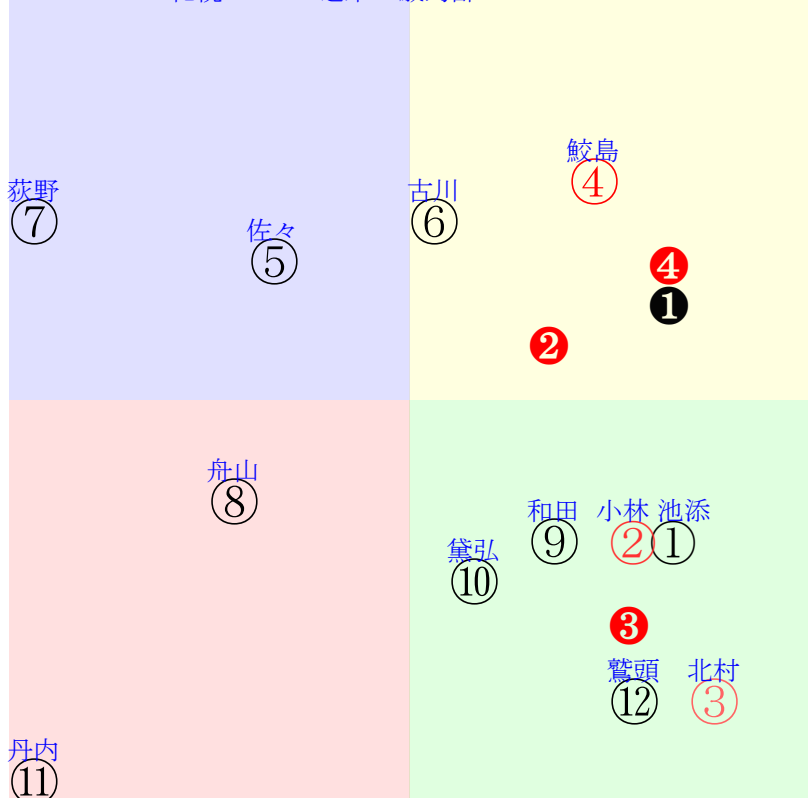 鮫島
④
荻野
⑦
古川
⑥
佐々
⑤
❹
❶
❷
舟山
⑧
和田
⑨
小林
②
池添
①
黛弘
⑩
❸
鷲頭
⑫
北村
③
丹内
⑪